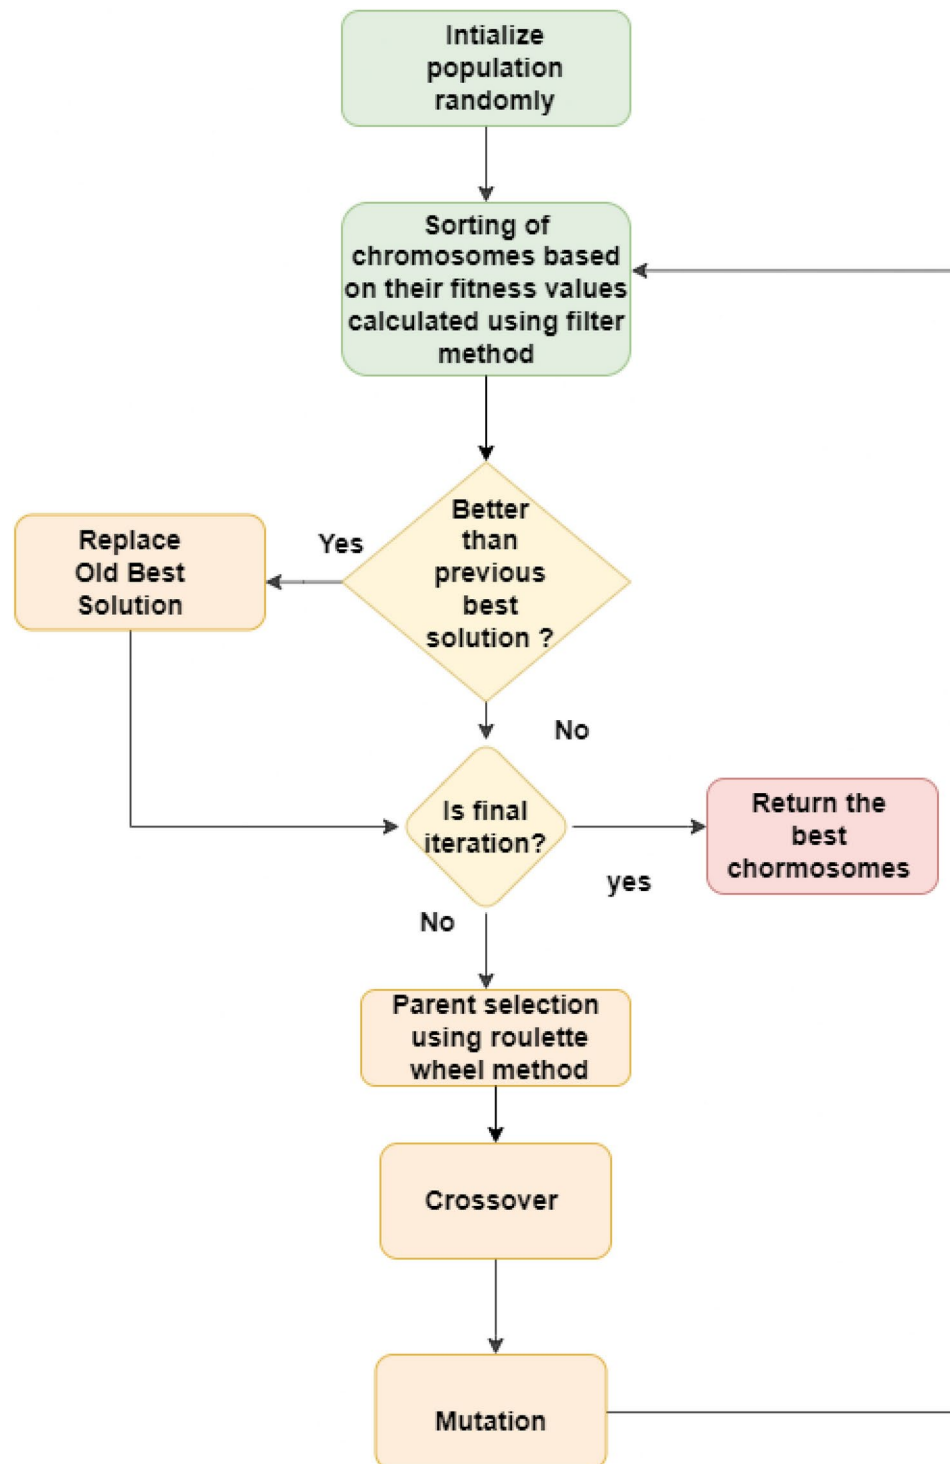 Intialize
population
randomly
Sorting of
chromosomes based
on their fitness values
calculated using filter
method
Better
than
previous
best
solution ?
Yes
Replace
Old Best
Solution
No
Is final
iteration?
yes
Return the
best
chormosomes
No
Parent selection
using roulette
wheel method
Crossover
Mutation